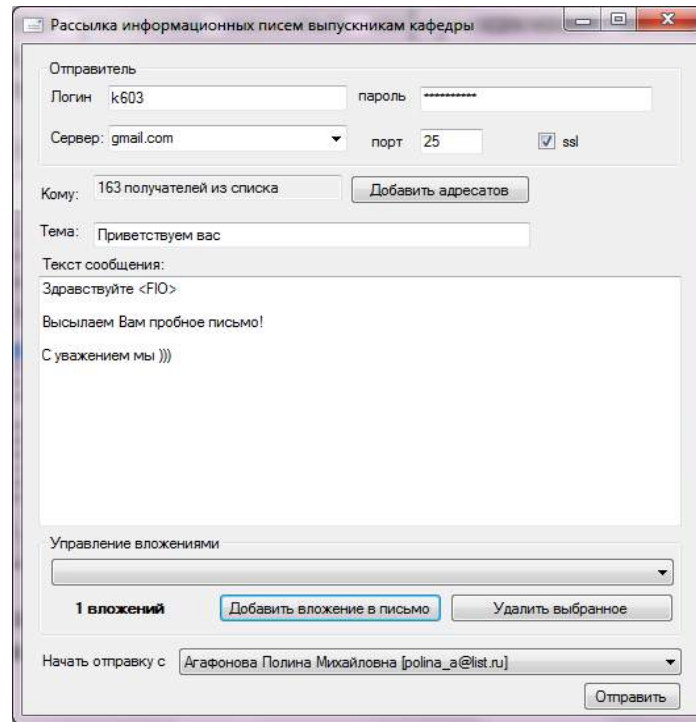 Рассылка информационных писем выпускникам кафедры
Отправитель
Логин k603 пароль **********
Сервер: gmail.com порт 25 ssl
Кому: 163 получателей из списка Добавить адресатов
Тема: Приветствуем вас
Текст сообщения:
Здравствуйте <FIO>
Высылаем Вам пробное письмо!
С уважением мы )))
Управление вложениями
1 вложений Добавить вложение в письмо Удалить выбранное
Начать отправку с Агафонова Полина Михайловна [polina_a@list.ru]
Отправить